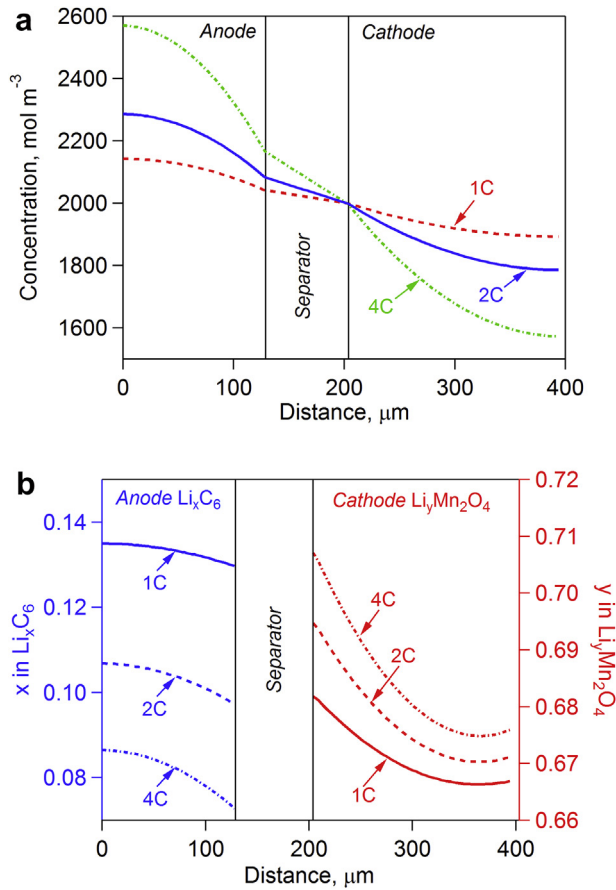 a
2600
2400
2200
2000
1800
1600
Concentration, mol m⁻³
Anode
Cathode
Separator
1C
2C
4C
0
100
200
300
400
Distance, μm
b
0.14
0.12
0.10
0.08
x in LiₓC₆
Anode LiₓC₆
1C
2C
4C
Separator
Cathode LiᵧMn₂O₄
4C
2C
1C
0.72
0.71
0.70
0.69
0.68
0.67
0.66
y in LiᵧMn₂O₄
0
100
200
300
400
Distance, μm